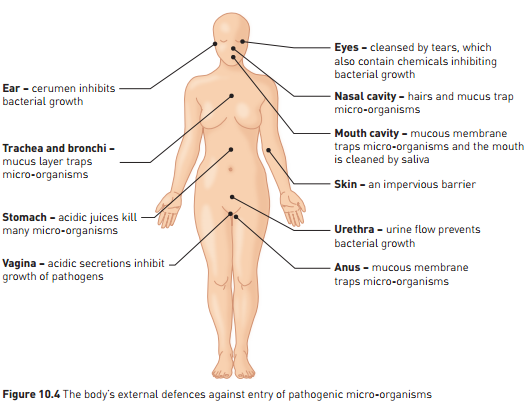 Ear – cerumen inhibits
bacterial growth
Trachea and bronchi –
mucus layer traps
micro-organisms
Stomach – acidic juices kill
many micro-organisms
Vagina – acidic secretions inhibit
growth of pathogens
Eyes – cleansed by tears, which
also contain chemicals inhibiting
bacterial growth
Nasal cavity – hairs and mucus trap
micro-organisms
Mouth cavity – mucous membrane
traps micro-organisms and the mouth
is cleaned by saliva
Skin – an impervious barrier
Urethra – urine flow prevents
bacterial growth
Anus – mucous membrane
traps micro-organisms
Figure 10.4 The body's external defences against entry of pathogenic micro-organisms